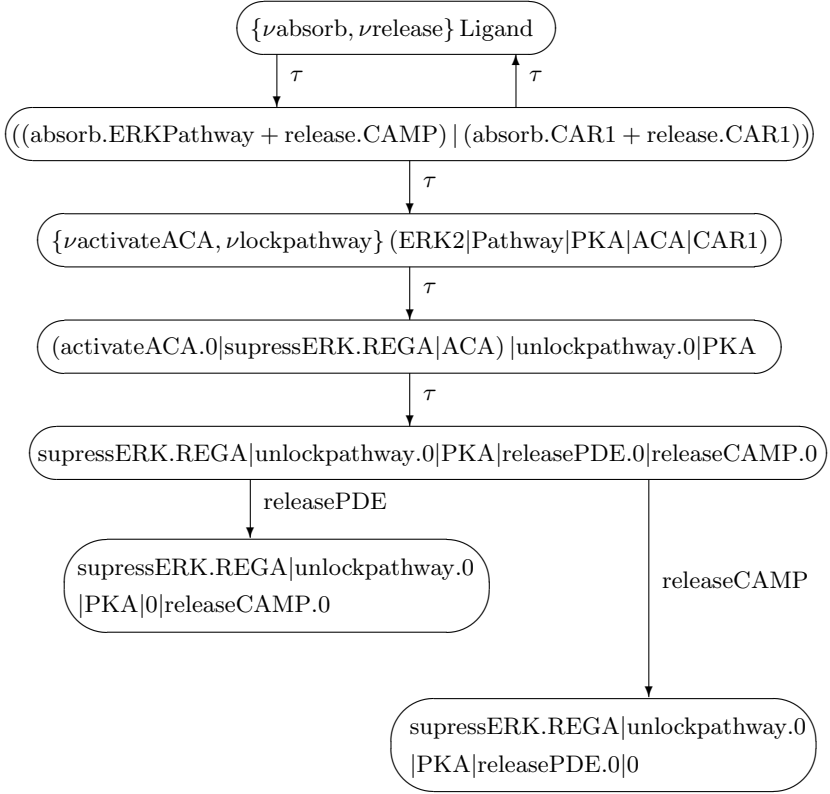 {νabsorb, νrelease} Ligand
τ τ
((absorb.ERKPathway + release.CAMP) | (absorb.CAR1 + release.CAR1))
τ
{νactivateACA, νlockpathway} (ERK2|Pathway|PKA|ACA|CAR1)
τ
(activateACA.0|supressERK.REGA|ACA) |unlockpathway.0|PKA
τ
supressERK.REGA|unlockpathway.0|PKA|releasePDE.0|releaseCAMP.0
releasePDE
supressERK.REGA|unlockpathway.0
|PKA|0|releaseCAMP.0
releaseCAMP
supressERK.REGA|unlockpathway.0
|PKA|releasePDE.0|0